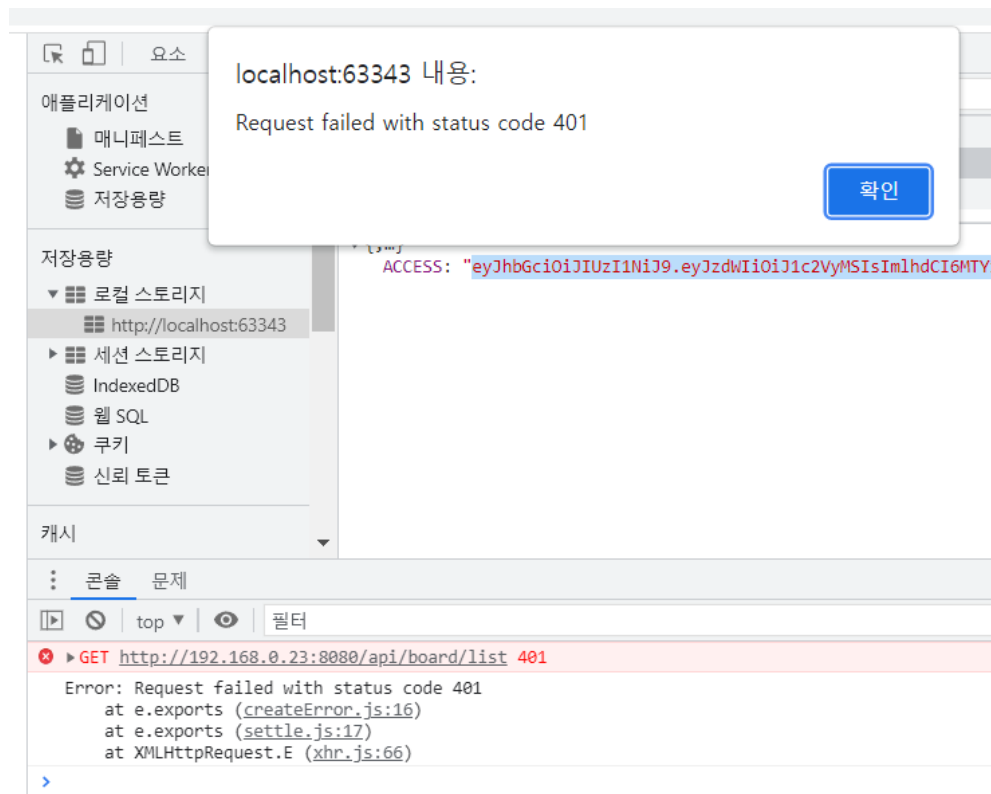 요소
localhost:63343 내용:
Request failed with status code 401
확인
애플리케이션
매니페스트
Service Worker
저장용량
저장용량
로컬 스토리지
http://localhost:63343
세션 스토리지
IndexedDB
웹 SQL
쿠키
신뢰 토큰
캐시
ACCESS: "eyJhbGciOiJIUzI1NiJ9.eyJzdWIiOiJ1c2VyMSIsImlhdCI6MTY
콘솔 문제
top ▼ 필터
GET http://192.168.0.23:8080/api/board/list 401
Error: Request failed with status code 401
at e.exports (createError.js:16)
at e.exports (settle.js:17)
at XMLHttpRequest.E (xhr.js:66)